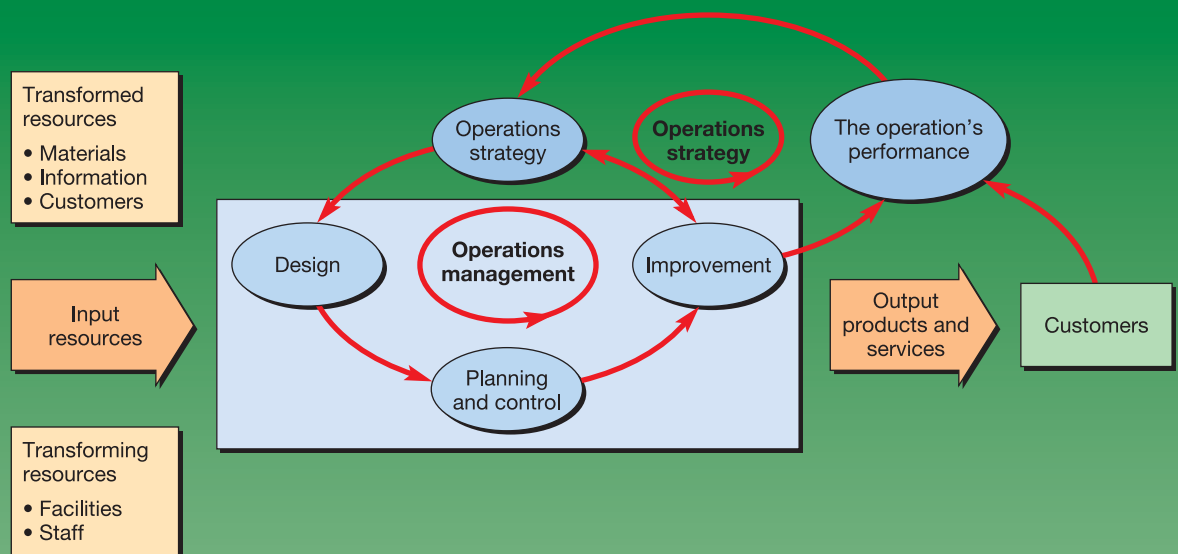 Transformed
resources
• Materials
• Information
• Customers
Input
resources
Transforming
resources
• Facilities
• Staff
Operations
strategy
Operations
strategy
The operation's
performance
Design
Operations
management
Improvement
Planning
and control
Output
products and
services
Customers